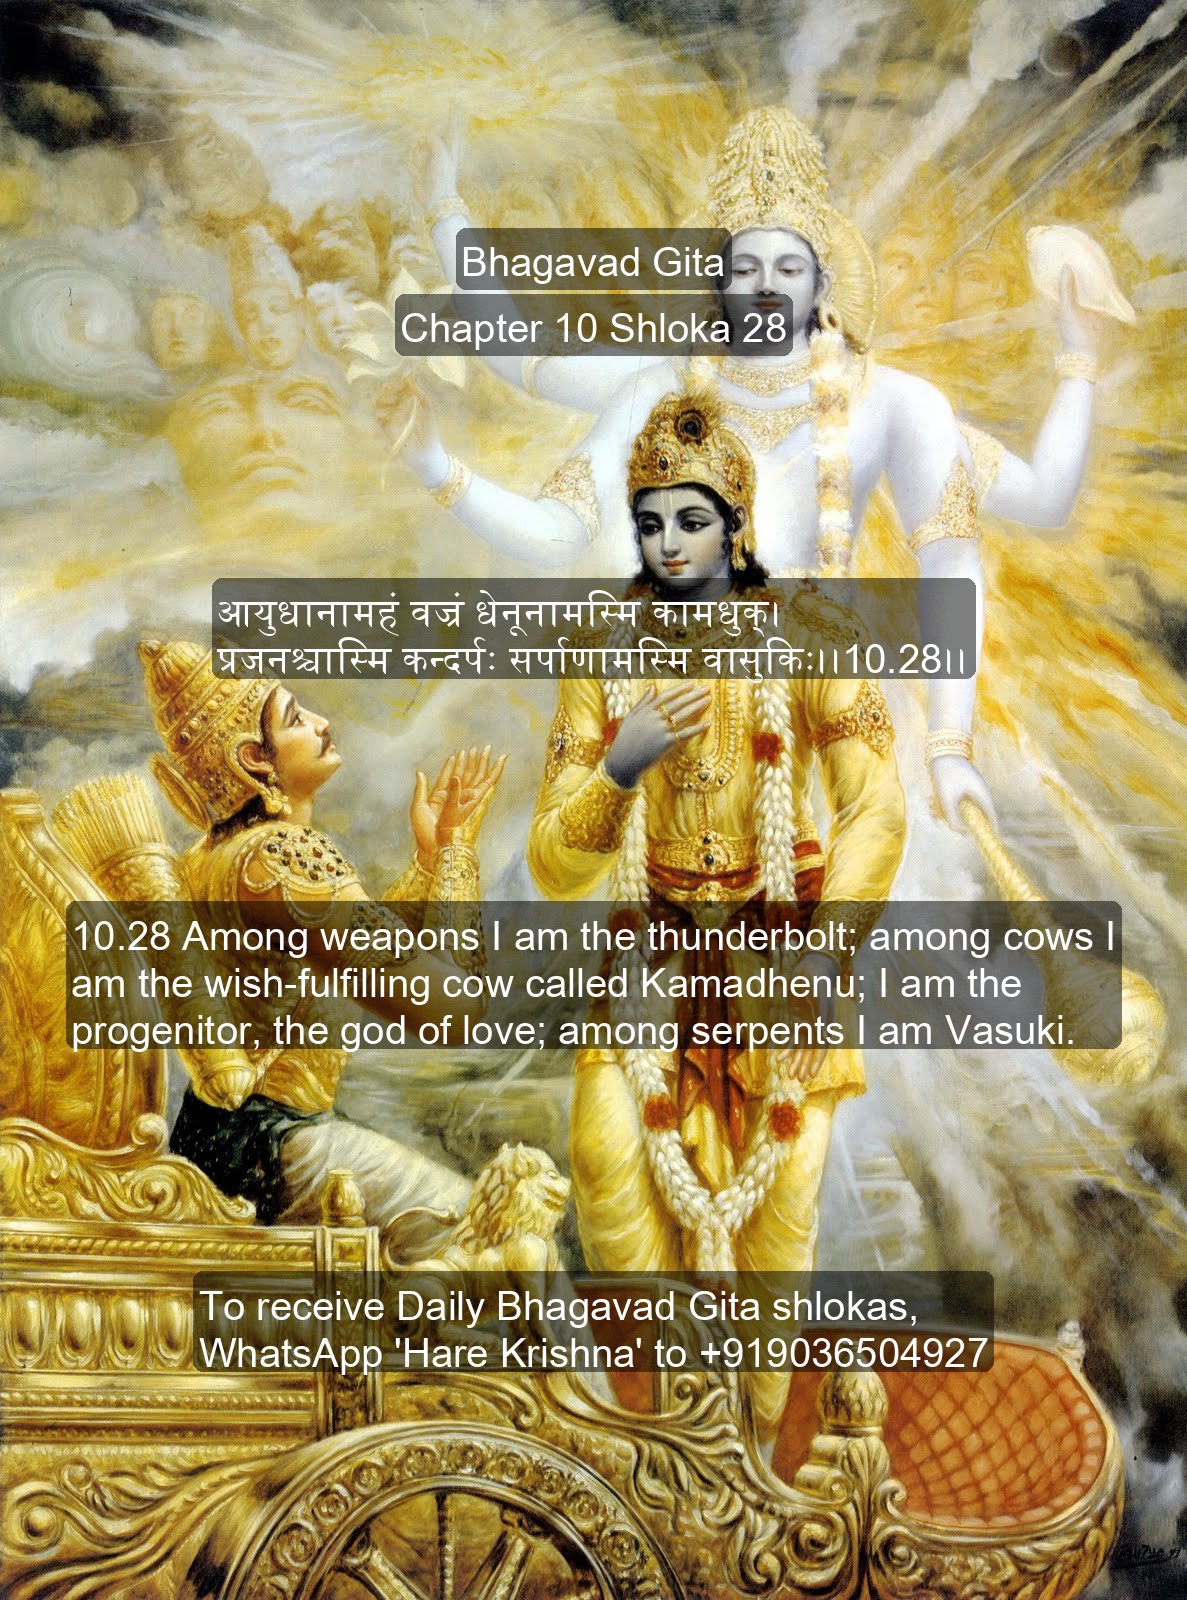 Bhagavad Gita
Chapter 10 Shloka 28
आयुधानामहं वज्रं धेनूनामस्मि कामधुक्।
प्रजनश्चास्मि कन्दर्पः सर्पाणामस्मि वासुकिः।।10.28।।
10.28 Among weapons I am the thunderbolt; among cows I
am the wish-fulfilling cow called Kamadhenu; I am the
progenitor, the god of love; among serpents I am Vasuki.
To receive Daily Bhagavad Gita shlokas,
WhatsApp 'Hare Krishna' to +919036504927